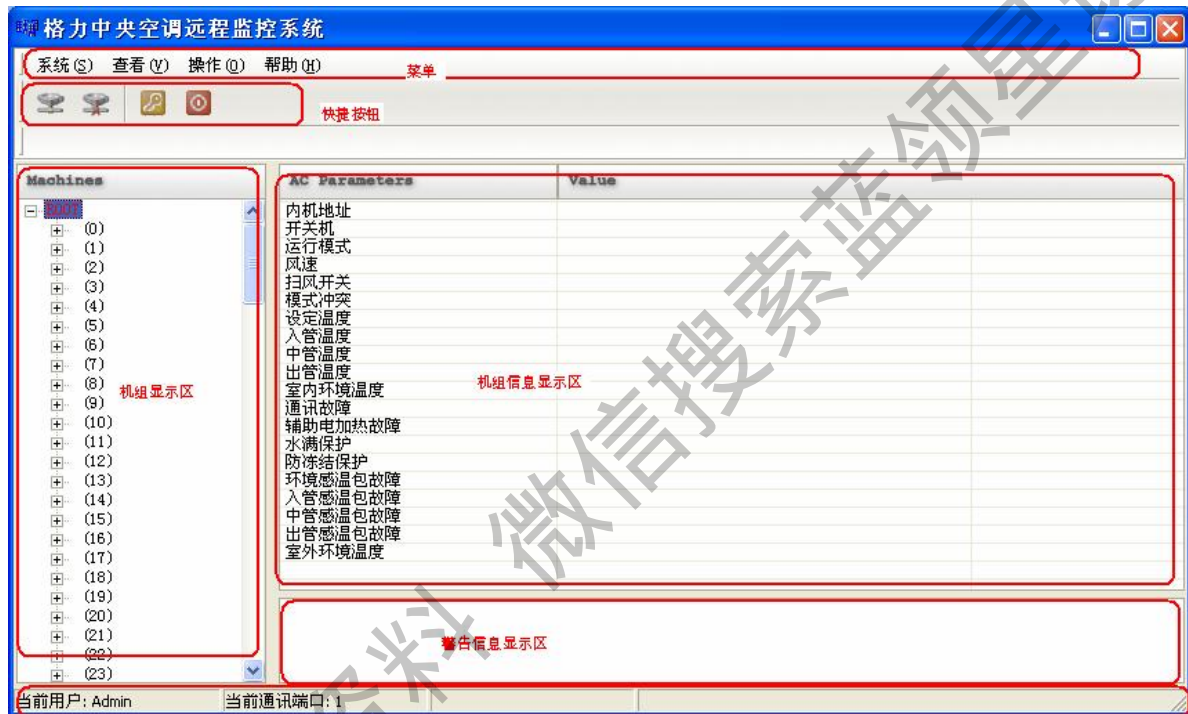 格力中央空调远程监控系统
系统(S) 查看(V) 操作(O) 帮助(H)
菜单
快捷按钮
Machines
AC Parameters Value
ROOT
(0)
(1)
(2)
(3)
(4)
(5)
(6)
(7)
(8)
(9)
(10)
(11)
(12)
(13)
(14)
(15)
(16)
(17)
(18)
(19)
(20)
(21)
(22)
(23)
机组显示区
内机地址
开关机
运行模式
风速
扫风开关
模式冲突
设定温度
入管温度
中管温度
出管温度
室内环境温度
通讯故障
辅助电加热故障
水满保护
防冻结保护
环境感温包故障
入管感温包故障
中管感温包故障
出管感温包故障
室外环境温度
机组信息显示区
警告信息显示区
当前用户: Admin 当前通讯端口: 1
资料 微信搜索蓝领星